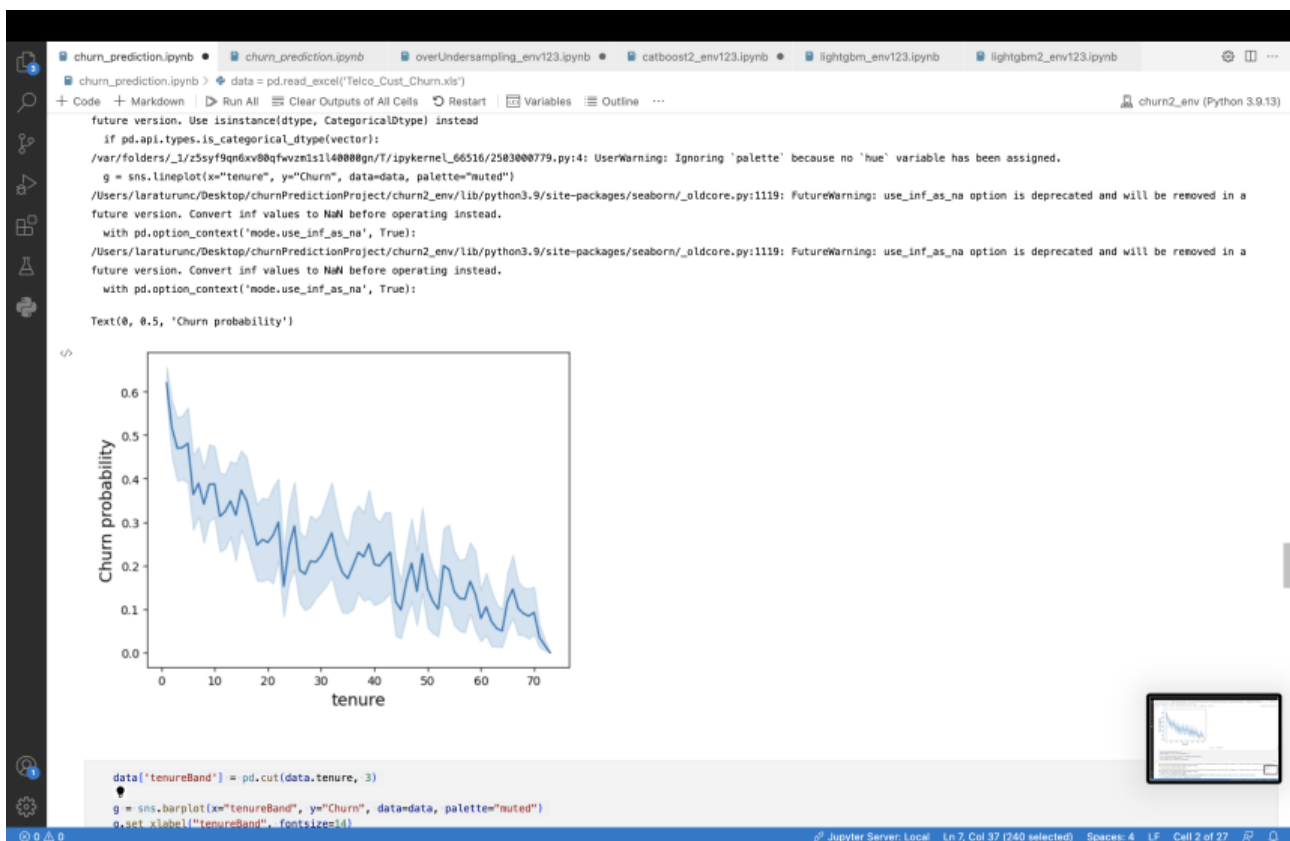 churn_prediction.ipynb ● churn_prediction.ipynb overUndersampling_env123.ipynb ● catboost2_env123.ipynb ● lightgbm_env123.ipynb lightgbm2_env123.ipynb ···
churn_prediction.ipynb > data = pd.read_excel('Telco_Cust_Churn.xls')
+ Code + Markdown Run All Clear Outputs of All Cells Restart Variables Outline ··· churn2_env (Python 3.9.13)
3
future version. Use isinstance(dtype, CategoricalDtype) instead
if pd.api.types.is_categorical_dtype(vector):
/var/folders/_1/z5syf9qn6xv80qfwvzm1s1l40000gn/T/ipykernel_66516/2503000779.py:4: UserWarning: Ignoring `palette` because no `hue` variable has been assigned.
g = sns.lineplot(x="tenure", y="Churn", data=data, palette="muted")
/Users/laraturunc/Desktop/churnPredictionProject/churn2_env/lib/python3.9/site-packages/seaborn/_oldcore.py:1119: FutureWarning: use_inf_as_na option is deprecated and will be removed in a
future version. Convert inf values to NaN before operating instead.
with pd.option_context('mode.use_inf_as_na', True):
/Users/laraturunc/Desktop/churnPredictionProject/churn2_env/lib/python3.9/site-packages/seaborn/_oldcore.py:1119: FutureWarning: use_inf_as_na option is deprecated and will be removed in a
future version. Convert inf values to NaN before operating instead.
with pd.option_context('mode.use_inf_as_na', True):
Text(0, 0.5, 'Churn probability')
</>
Churn probability
0.6
0.5
0.4
0.3
0.2
0.1
0.0
0 10 20 30 40 50 60 70
tenure
1
data['tenureBand'] = pd.cut(data.tenure, 3)
g = sns.barplot(x="tenureBand", y="Churn", data=data, palette="muted")
g.set_xlabel("tenureBand", fontsize=14)
0 0 Jupyter Server: Local Ln 7, Col 37 (240 selected) Spaces: 4 LF Cell 2 of 27